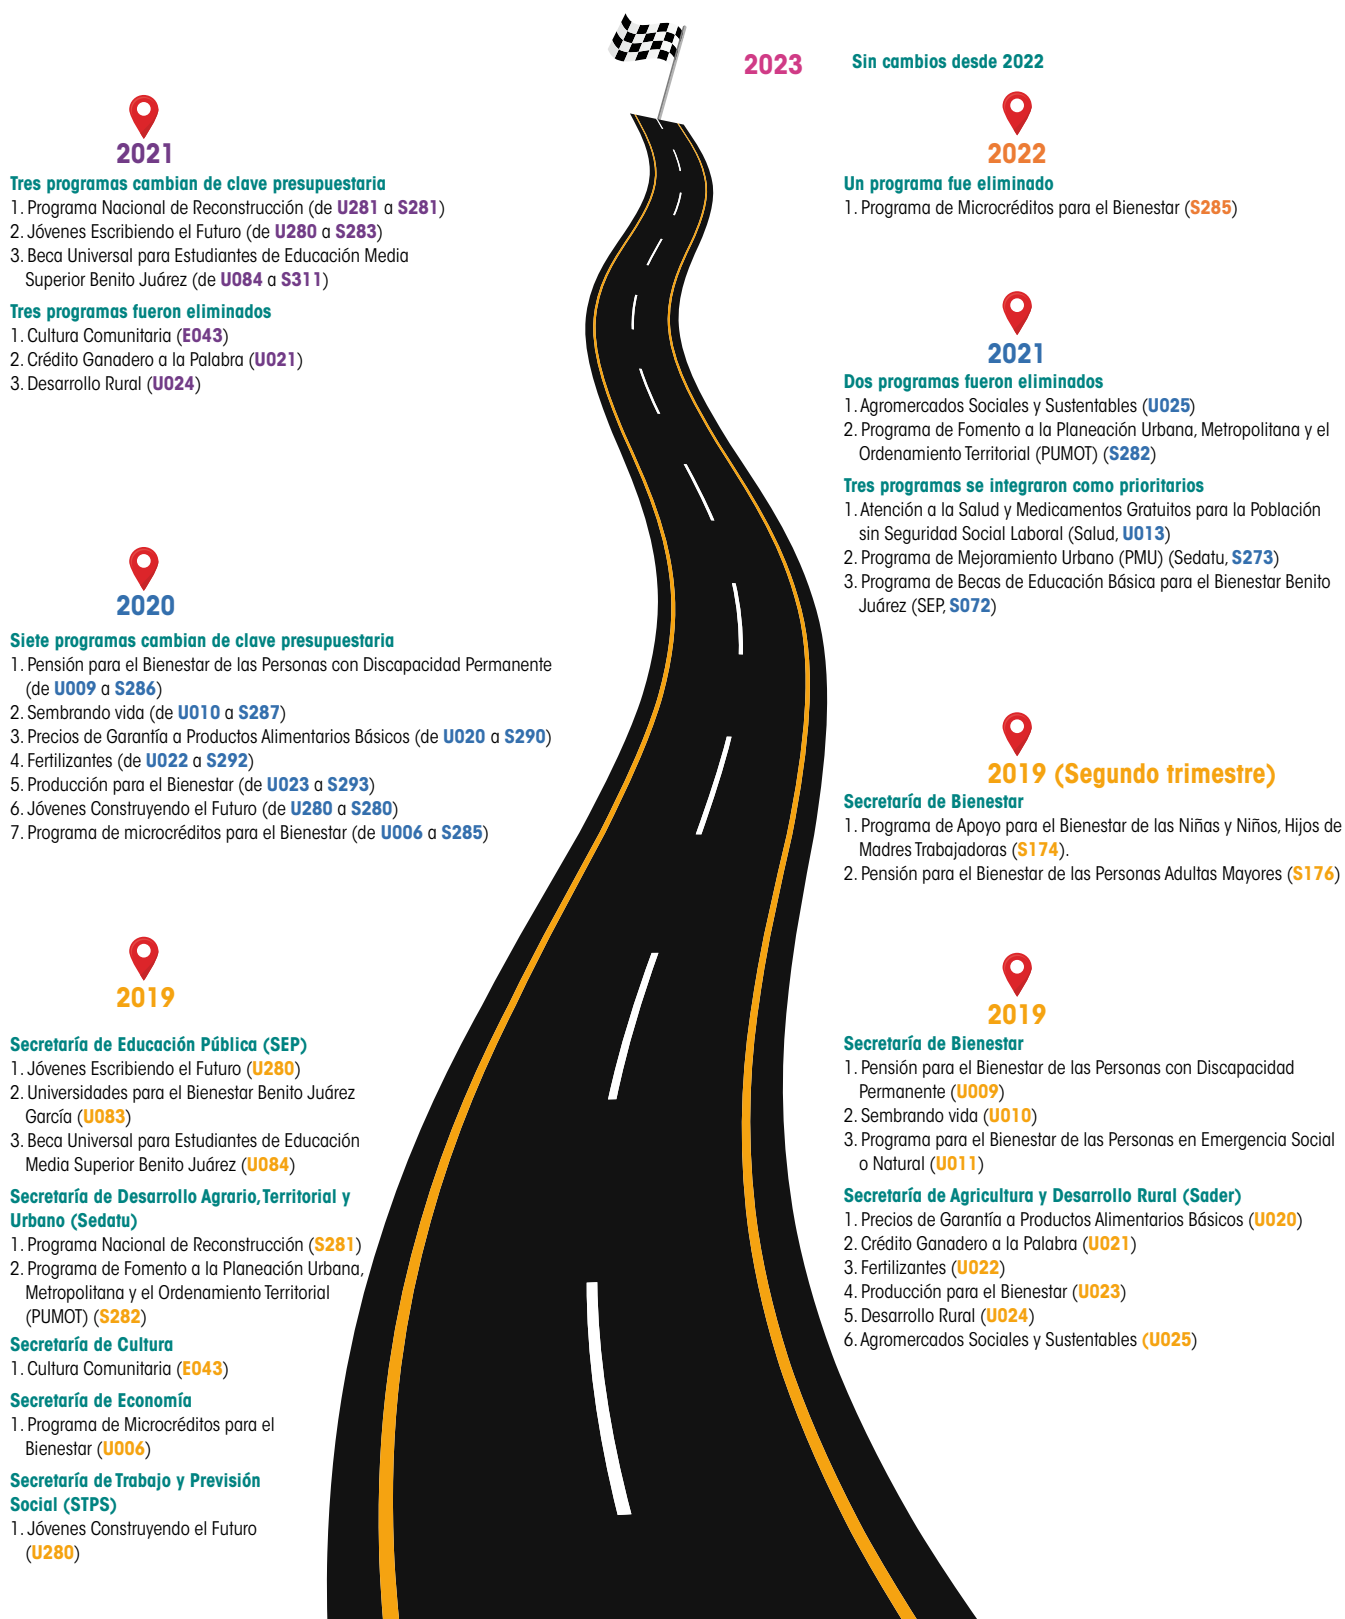 2023
Sin cambios desde 2022
2021
Tres programas cambian de clave presupuestaria
1. Programa Nacional de Reconstrucción (de U281 a S281)
2. Jóvenes Escribiendo el Futuro (de U280 a S283)
3. Beca Universal para Estudiantes de Educación Media
Superior Benito Juárez (de U084 a S311)
Tres programas fueron eliminados
1. Cultura Comunitaria (E043)
2. Crédito Ganadero a la Palabra (U021)
3. Desarrollo Rural (U024)
2020
Siete programas cambian de clave presupuestaria
1. Pensión para el Bienestar de las Personas con Discapacidad Permanente
(de U009 a S286)
2. Sembrando vida (de U010 a S287)
3. Precios de Garantía a Productos Alimentarios Básicos (de U020 a S290)
4. Fertilizantes (de U022 a S292)
5. Producción para el Bienestar (de U023 a S293)
6. Jóvenes Construyendo el Futuro (de U280 a S280)
7. Programa de microcréditos para el Bienestar (de U006 a S285)
2019
Secretaría de Educación Pública (SEP)
1. Jóvenes Escribiendo el Futuro (U280)
2. Universidades para el Bienestar Benito Juárez
García (U083)
3. Beca Universal para Estudiantes de Educación
Media Superior Benito Juárez (U084)
Secretaría de Desarrollo Agrario, Territorial y
Urbano (Sedatu)
1. Programa Nacional de Reconstrucción (S281)
2. Programa de Fomento a la Planeación Urbana,
Metropolitana y el Ordenamiento Territorial
(PUMOT) (S282)
Secretaría de Cultura
1. Cultura Comunitaria (E043)
Secretaría de Economía
1. Programa de Microcréditos para el
Bienestar (U006)
Secretaría de Trabajo y Previsión
Social (STPS)
1. Jóvenes Construyendo el Futuro
(U280)
2022
Un programa fue eliminado
1. Programa de Microcréditos para el Bienestar (S285)
2021
Dos programas fueron eliminados
1. Agromercados Sociales y Sustentables (U025)
2. Programa de Fomento a la Planeación Urbana, Metropolitana y el
Ordenamiento Territorial (PUMOT) (S282)
Tres programas se integraron como prioritarios
1. Atención a la Salud y Medicamentos Gratuitos para la Población
sin Seguridad Social Laboral (Salud, U013)
2. Programa de Mejoramiento Urbano (PMU) (Sedatu, S273)
3. Programa de Becas de Educación Básica para el Bienestar Benito
Juárez (SEP, S072)
2019 (Segundo trimestre)
Secretaría de Bienestar
1. Programa de Apoyo para el Bienestar de las Niñas y Niños, Hijos de
Madres Trabajadoras (S174).
2. Pensión para el Bienestar de las Personas Adultas Mayores (S176)
2019
Secretaría de Bienestar
1. Pensión para el Bienestar de las Personas con Discapacidad
Permanente (U009)
2. Sembrando vida (U010)
3. Programa para el Bienestar de las Personas en Emergencia Social
o Natural (U011)
Secretaría de Agricultura y Desarrollo Rural (Sader)
1. Precios de Garantía a Productos Alimentarios Básicos (U020)
2. Crédito Ganadero a la Palabra (U021)
3. Fertilizantes (U022)
4. Producción para el Bienestar (U023)
5. Desarrollo Rural (U024)
6. Agromercados Sociales y Sustentables (U025)